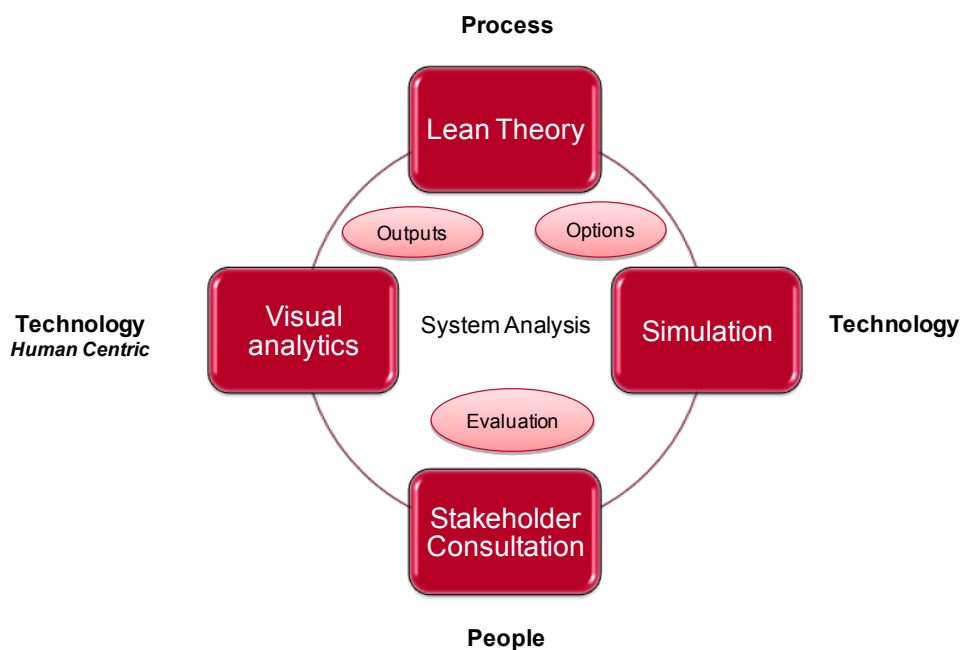 Process
Lean Theory
Outputs
Options
Technology
Human Centric
Visual
analytics
System Analysis
Simulation
Technology
Evaluation
Stakeholder
Consultation
People